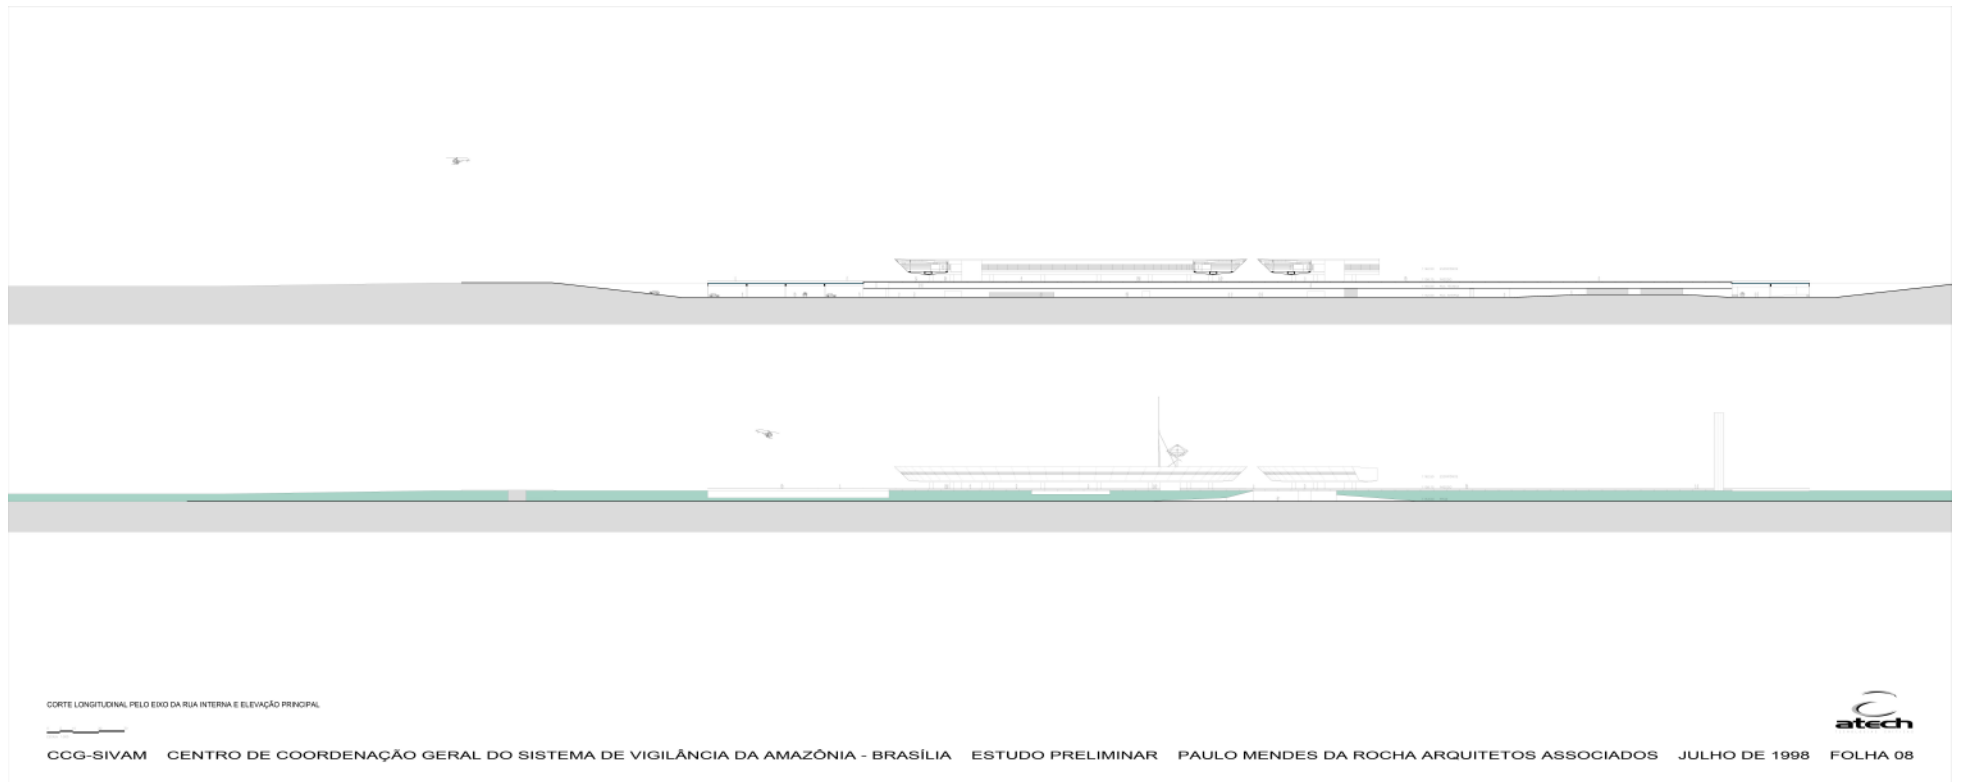 CORTE LONGITUDINAL PELO EIXO DA RUA INTERNA E ELEVAÇÃO PRINCIPAL
atech
CCG-SIVAM CENTRO DE COORDENAÇÃO GERAL DO SISTEMA DE VIGILÂNCIA DA AMAZÔNIA - BRASÍLIA ESTUDO PRELIMINAR PAULO MENDES DA ROCHA ARQUITETOS ASSOCIADOS JULHO DE 1998 FOLHA 08